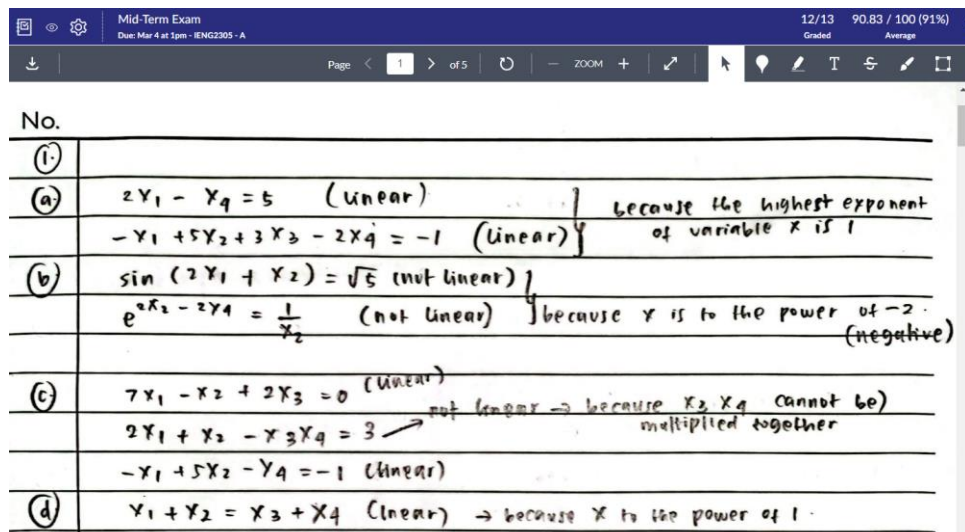 Mid-Term Exam
Due: Mar 4 at 1pm - IENG2305 - A
12/13
Graded
90.83 / 100 (91%)
Average
Page < 1 > of 5
— ZOOM +
T S
No.
1.
a) 2x₁ - x₄ = 5 (linear)
-x₁ + 5x₂ + 3x₃ - 2x₄ = -1 (linear)
because the highest exponent
of variable x is 1
b) sin (2x₁ + x₂) = √5 (not linear)
e^(2x₂ - 2x₄) = 1/x₂ (not linear) because x is to the power of -2.
(negative)
c) 7x₁ - x₂ + 2x₃ = 0 (linear)
2x₁ + x₂ - x₃x₄ = 3 → not linear → because x₃ x₄ cannot be)
multiplied together
-x₁ + 5x₂ - x₄ = -1 (linear)
d) x₁ + x₂ = x₃ + x₄ (linear) → because x to the power of 1.